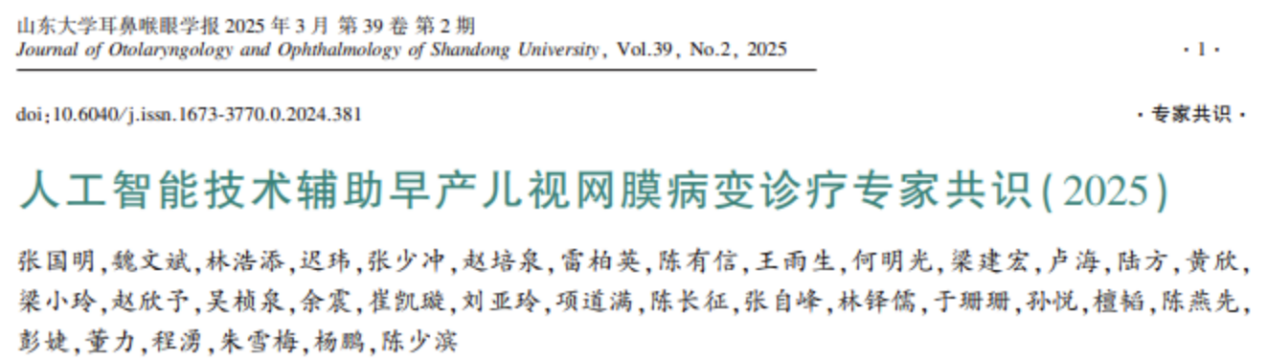 山东大学耳鼻喉眼学报 2025 年 3 月 第 39 卷 第 2 期
Journal of Otolaryngology and Ophthalmology of Shandong University, Vol.39, No.2, 2025 ·1·
doi:10.6040/j.issn.1673-3770.0.2024.381 ·专家共识·
人工智能技术辅助早产儿视网膜病变诊疗专家共识(2025)
张国明,魏文斌,林浩添,迟玮,张少冲,赵培泉,雷柏英,陈有信,王雨生,何明光,梁建宏,卢海,陆方,黄欣,
梁小玲,赵欣予,吴桢泉,余震,崔凯璇,刘亚玲,项道满,陈长征,张自峰,林铎儒,于珊珊,孙悦,檀韬,陈燕先,
彭婕,董力,程湧,朱雪梅,杨鹏,陈少滨